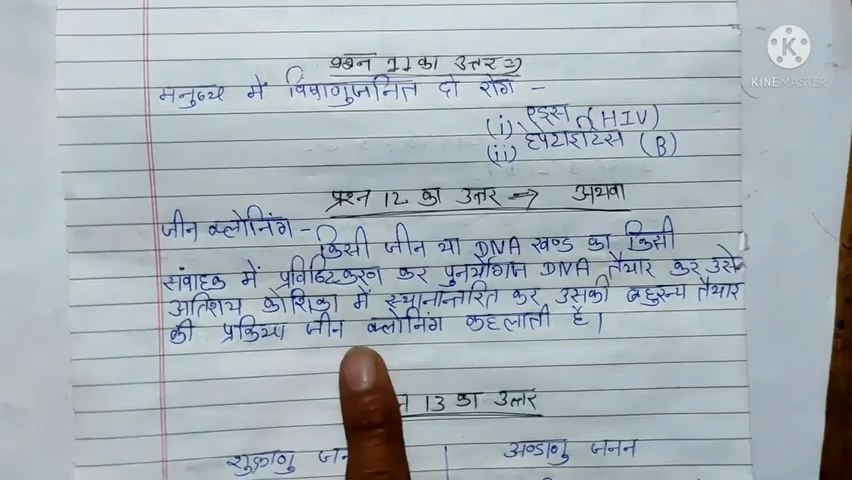 प्रश्न 11 का उत्तर ⇒
मनुष्य में विषाणुजनित दो रोग –
(i) एड्स (HIV)
(ii) हेपेटाइटिस (B)
प्रश्न 12 का उत्तर ⇒ अथवा
जीन क्लोनिंग –
किसी जीन या DNA खण्ड का किसी
संवाहक में प्रविष्टिकरण कर पुनर्योगज DNA तैयार कर उसे
अतिशय कोशिका में स्थानान्तरित कर उसकी बहुरूप्य तैयार
की प्रक्रिया जीन क्लोनिंग कहलाती है।
13 का उत्तर
शुक्राणु जन
अण्डाणु जनन
KINEMASTER